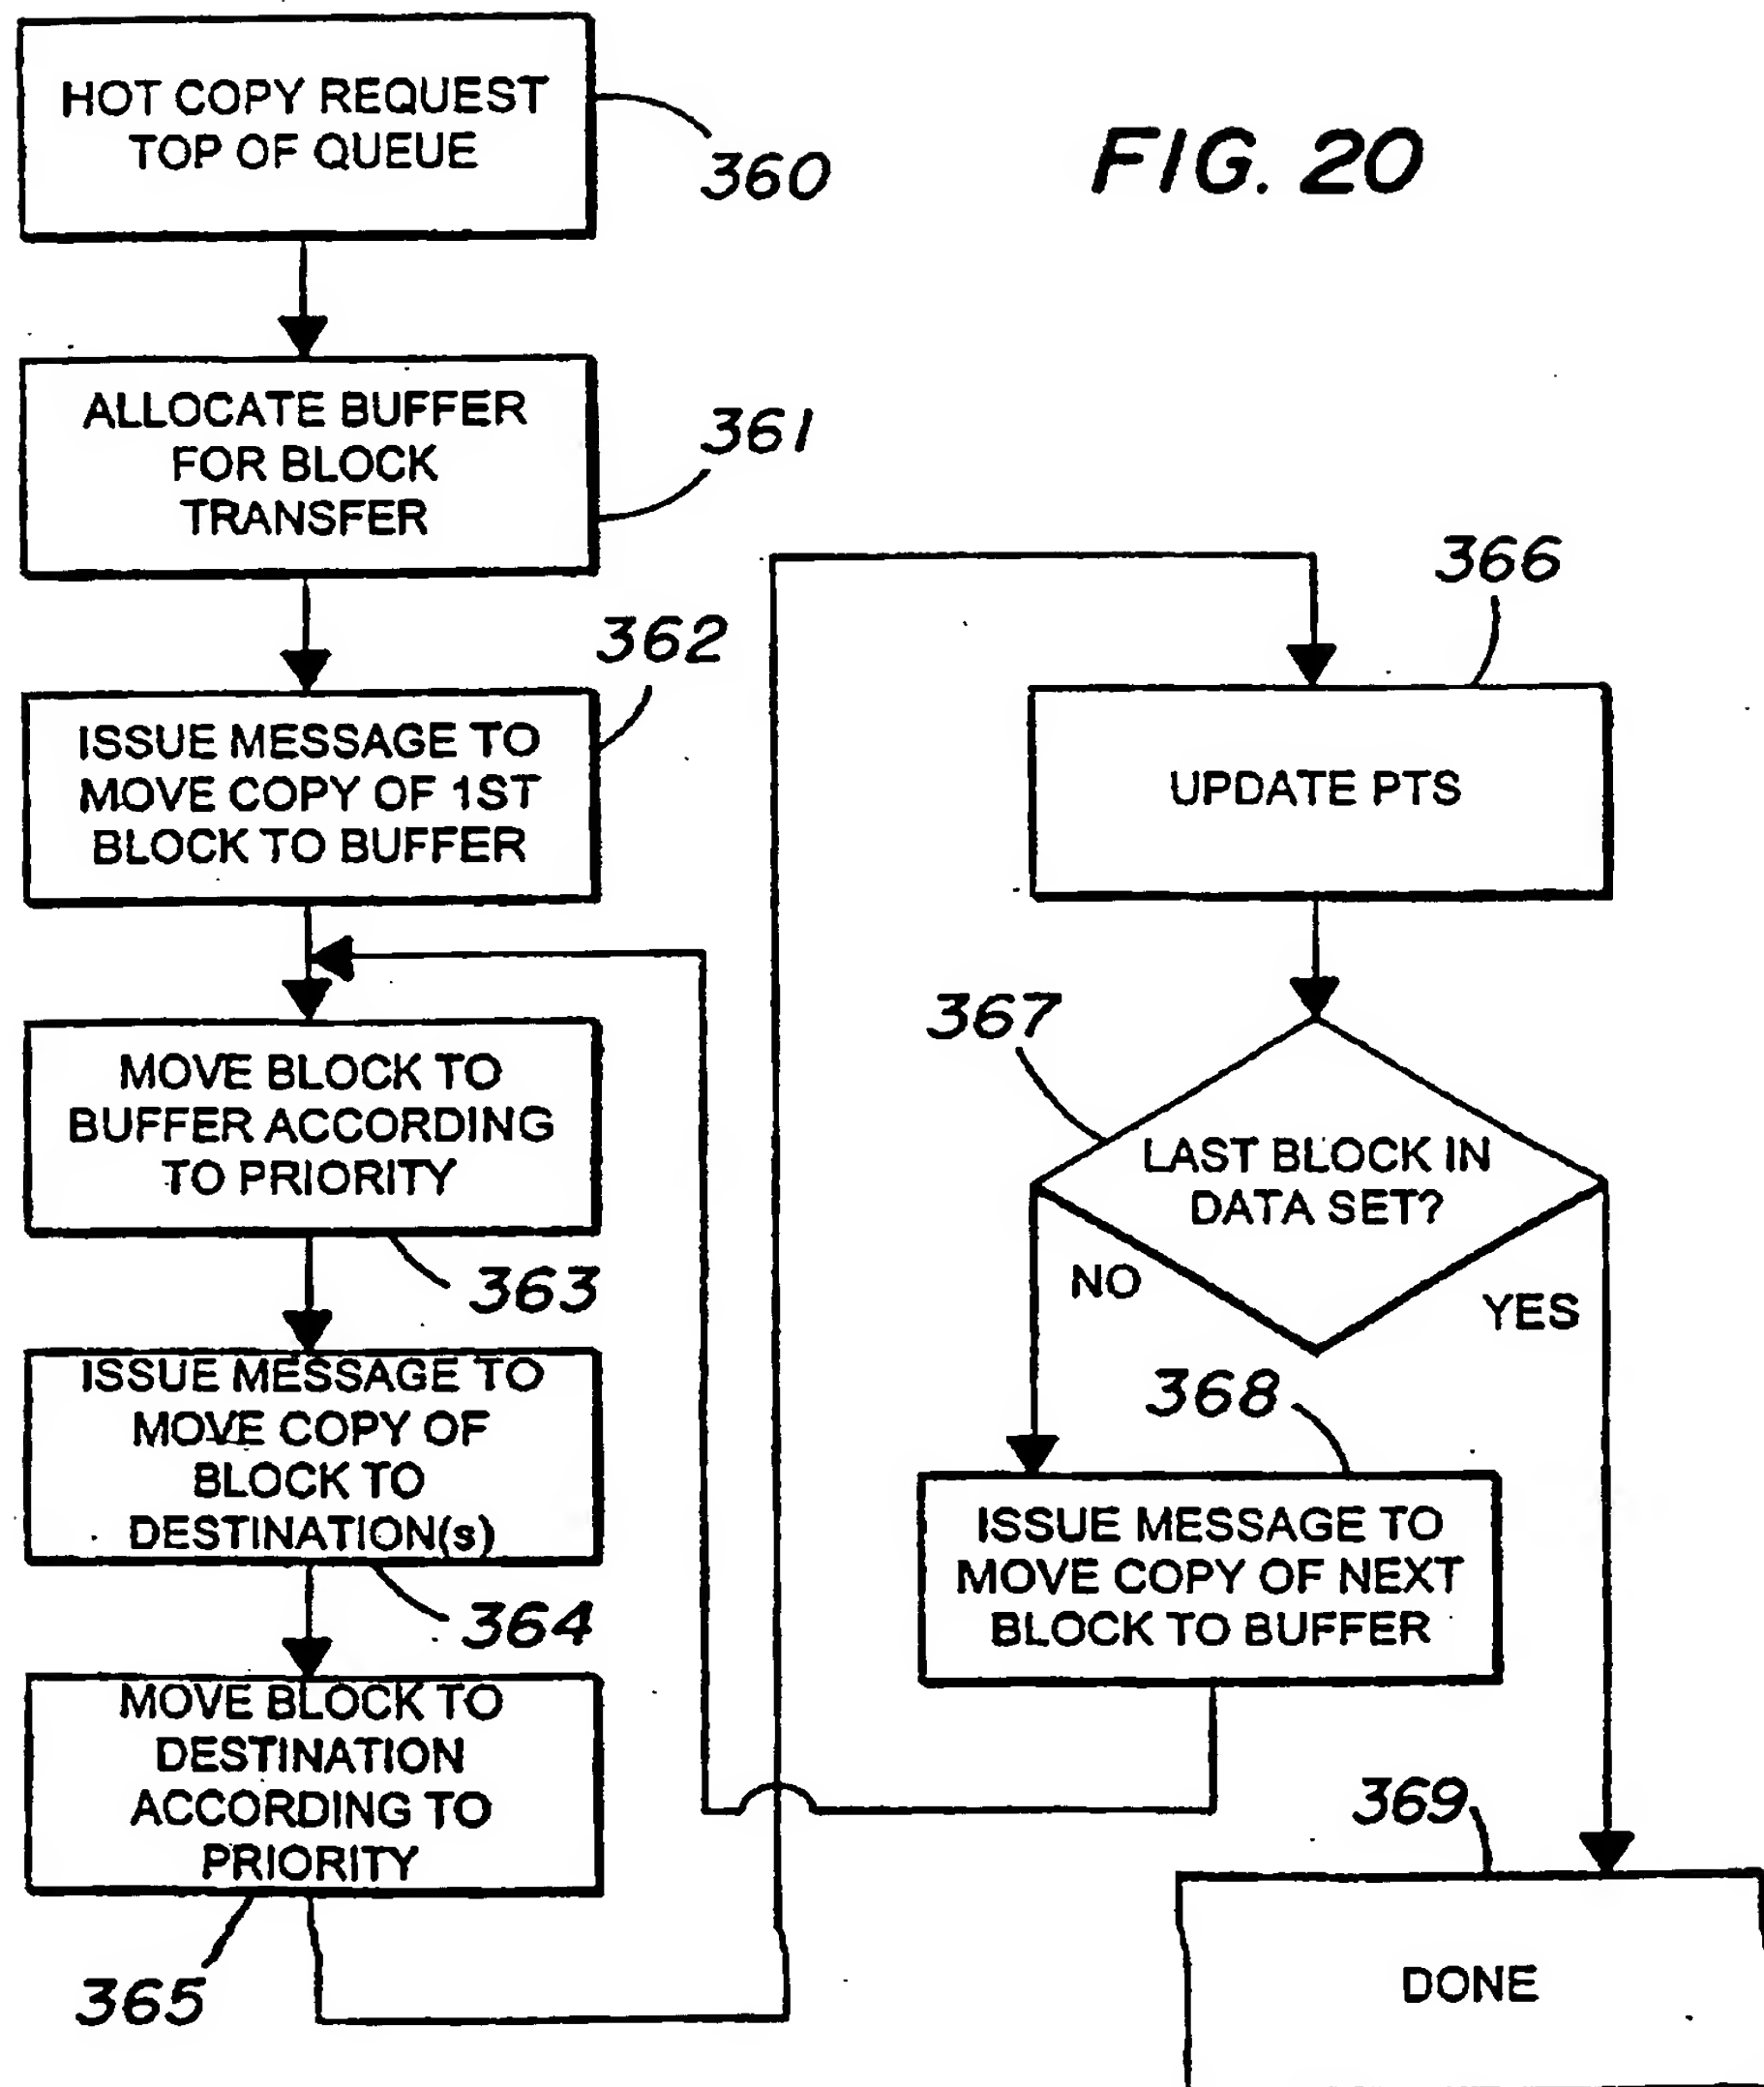 HOT COPY REQUEST
TOP OF QUEUE
360
FIG. 20
ALLOCATE BUFFER
FOR BLOCK
TRANSFER
361
362
ISSUE MESSAGE TO
MOVE COPY OF 1ST
BLOCK TO BUFFER
MOVE BLOCK TO
BUFFER ACCORDING
TO PRIORITY
363
ISSUE MESSAGE TO
MOVE COPY OF
BLOCK TO
DESTINATION(s)
364
MOVE BLOCK TO
DESTINATION
ACCORDING TO
PRIORITY
365
366
UPDATE PTS
367
LAST BLOCK IN
DATA SET?
NO
YES
368
ISSUE MESSAGE TO
MOVE COPY OF NEXT
BLOCK TO BUFFER
369
DONE